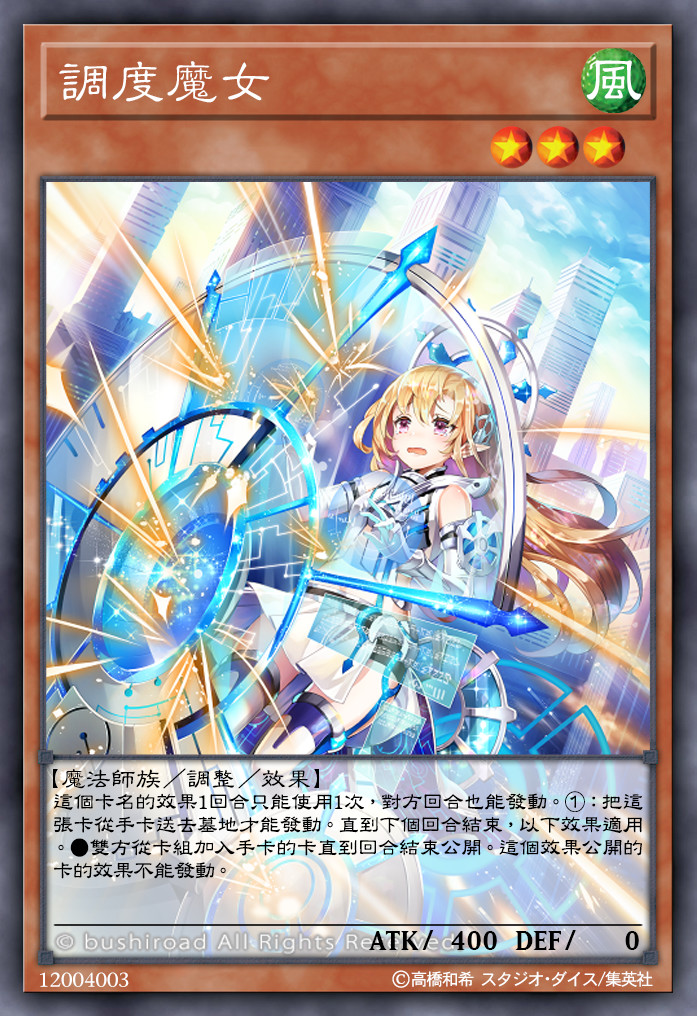 調度魔女
風
【魔法師族／調整／效果】
這個卡名的效果1回合只能使用1次，對方回合也能發動。①：把這
張卡從手卡送去墓地才能發動。直到下個回合結束，以下效果適用
。●雙方從卡組加入手卡的卡直到回合結束公開。這個效果公開的
卡的效果不能發動。
© bushiroad All Rights Reserved
ATK/ 400 DEF/ 0
12004003
©高橋和希 スタジオ・ダイス/集英社